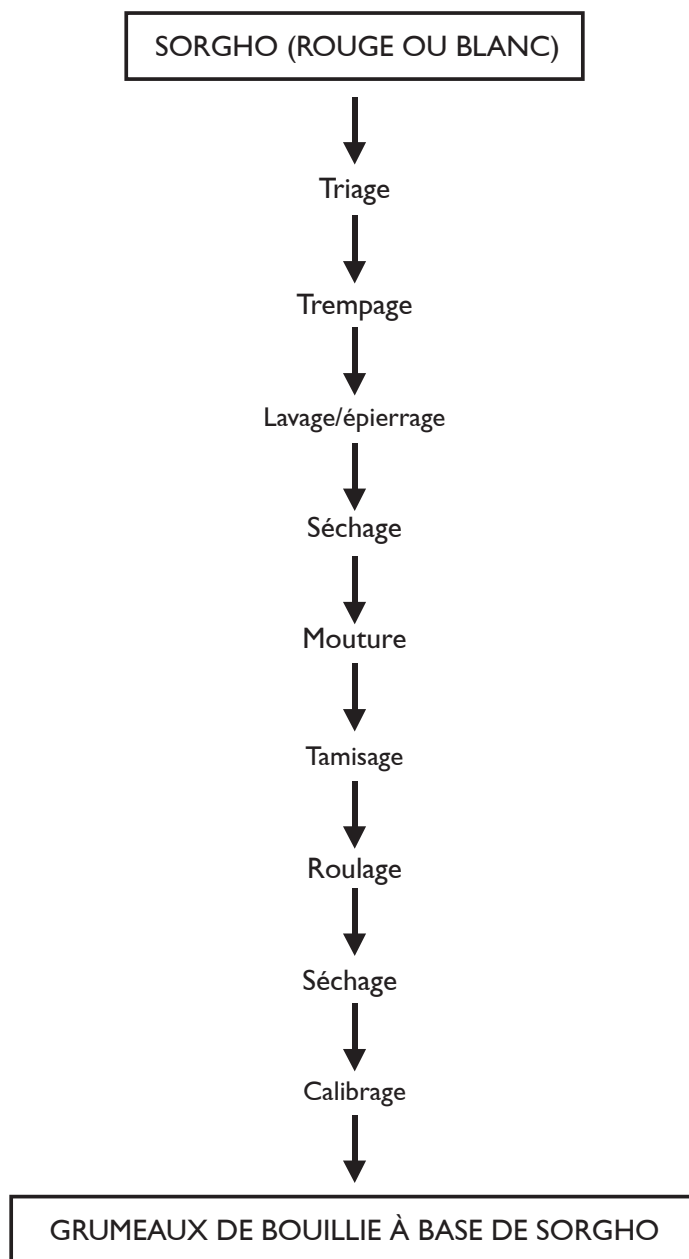 SORGHO (ROUGE OU BLANC)
Triage
Trempage
Lavage/épierrage
Séchage
Mouture
Tamisage
Roulage
Séchage
Calibrage
GRUMEAUX DE BOUILLIE À BASE DE SORGHO